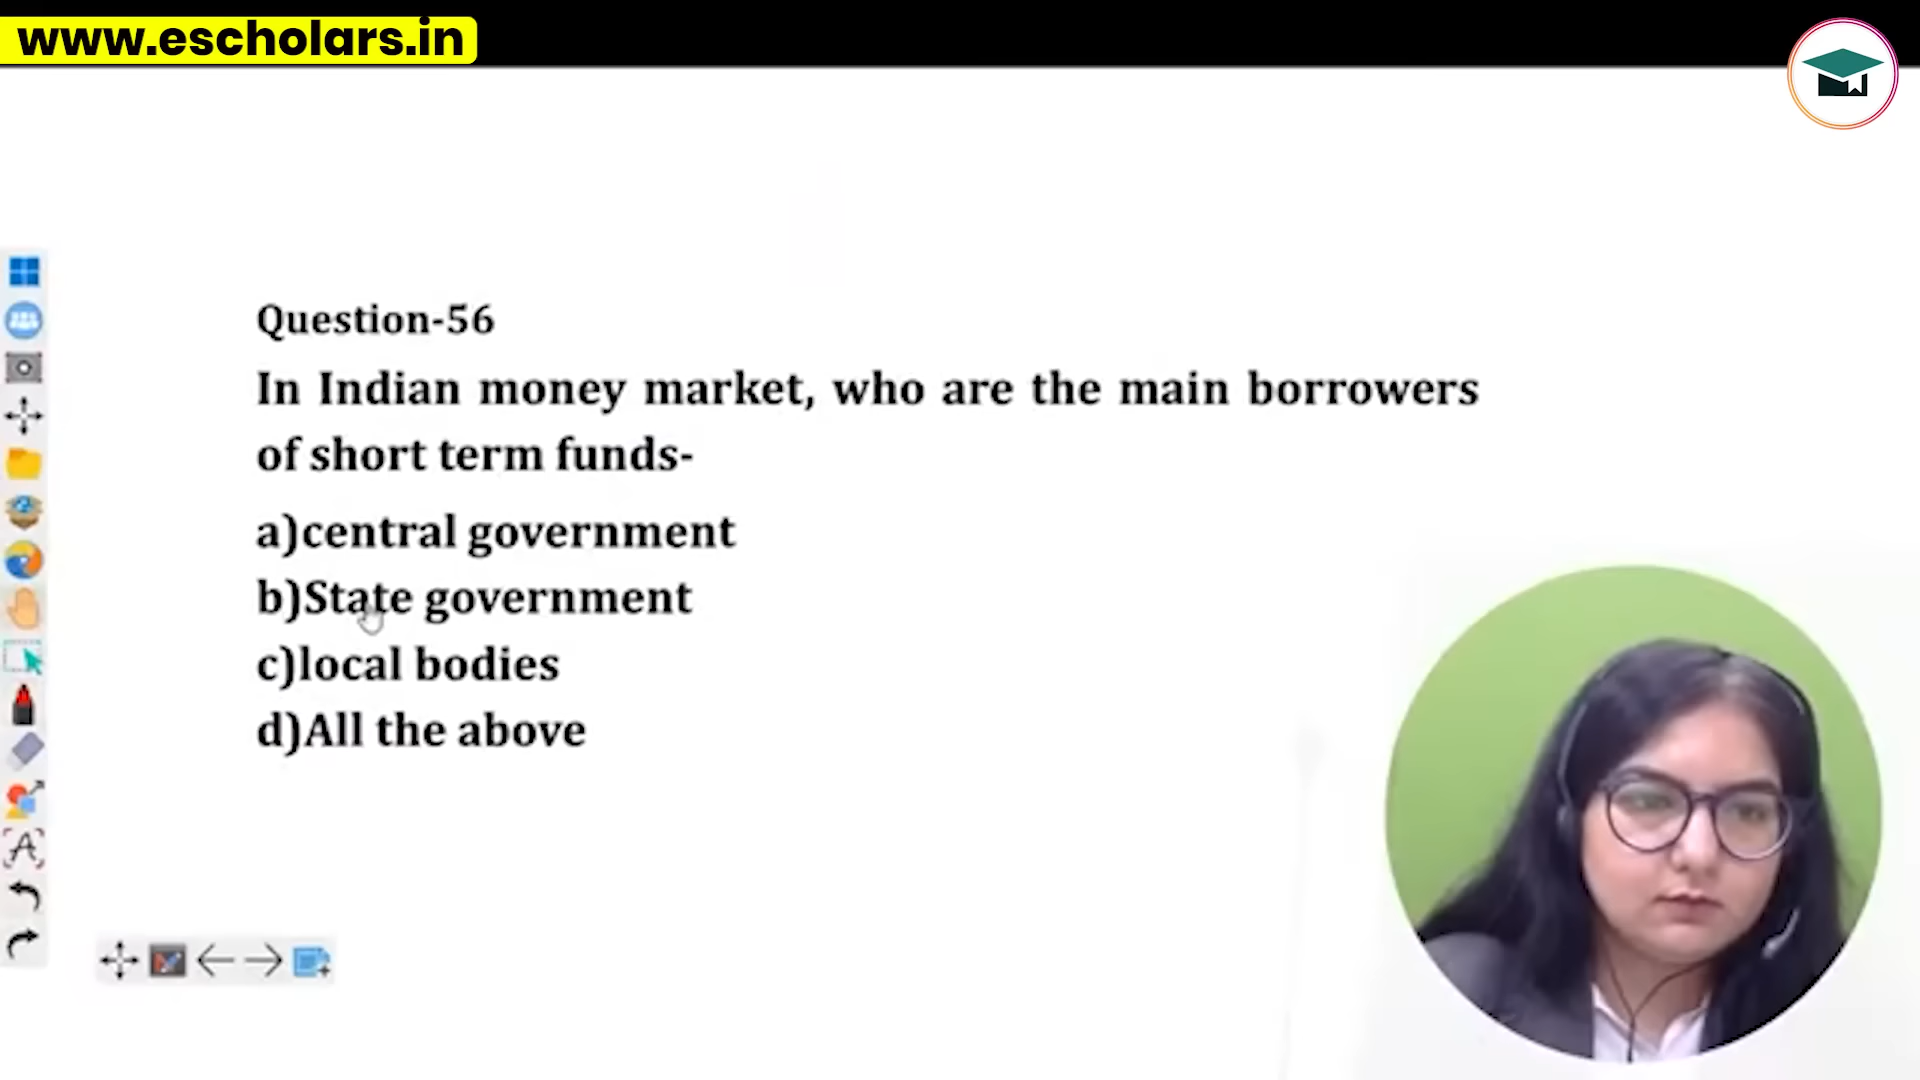 www.escholars.in
Question-56
In Indian money market, who are the main borrowers
of short term funds-
a)central government
b)State government
c)local bodies
d)All the above